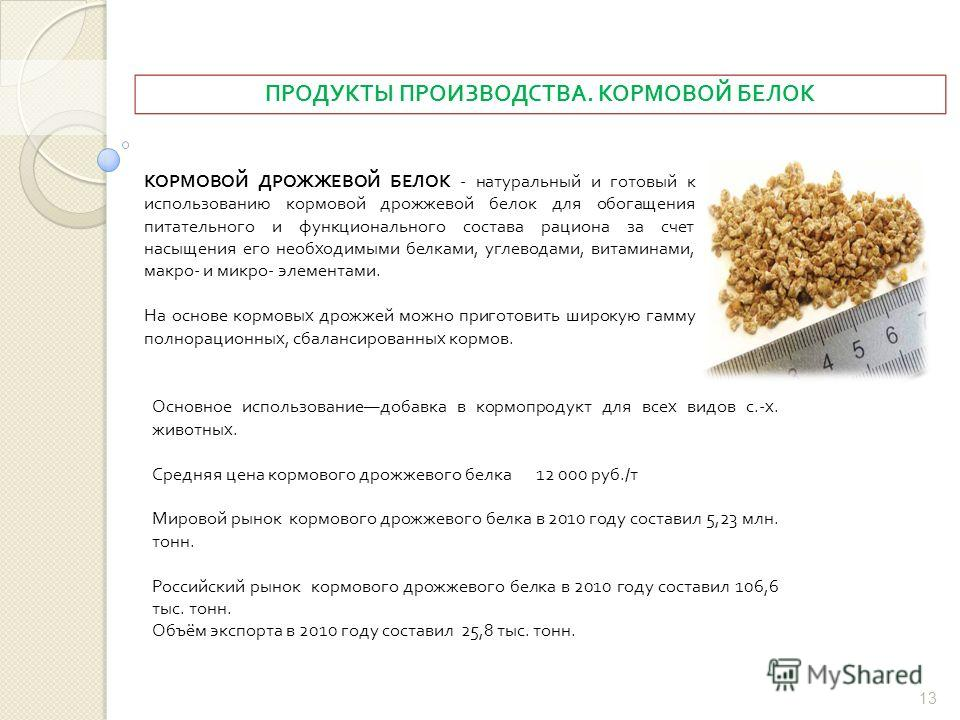 ПРОДУКТЫ ПРОИЗВОДСТВА. КОРМОВОЙ БЕЛОК
КОРМОВОЙ ДРОЖЖЕВОЙ БЕЛОК - натуральный и готовый к
использованию кормовой дрожжевой белок для обогащения
питательного и функционального состава рациона за счет
насыщения его необходимыми белками, углеводами, витаминами,
макро- и микро- элементами.
На основе кормовых дрожжей можно приготовить широкую гамму
полнорационных, сбалансированных кормов.
4 5 6 7
Основное использование—добавка в кормопродукт для всех видов с.-х.
животных.
Средняя цена кормового дрожжевого белка 12 000 руб./т
Мировой рынок кормового дрожжевого белка в 2010 году составил 5,23 млн.
тонн.
Российский рынок кормового дрожжевого белка в 2010 году составил 106,6
тыс. тонн.
Объём экспорта в 2010 году составил 25,8 тыс. тонн.
MyShared
13